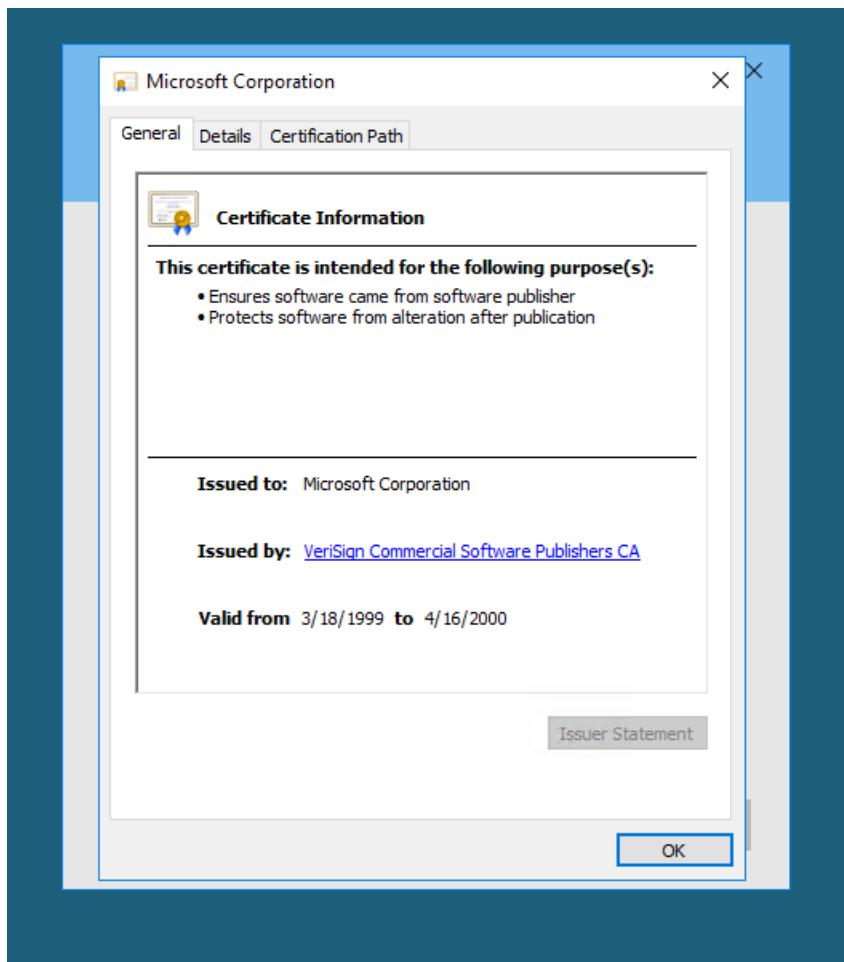 Microsoft Corporation
General Details Certification Path
Certificate Information
This certificate is intended for the following purpose(s):
• Ensures software came from software publisher
• Protects software from alteration after publication
Issued to: Microsoft Corporation
Issued by: VeriSign Commercial Software Publishers CA
Valid from 3/18/1999 to 4/16/2000
Issuer Statement
OK